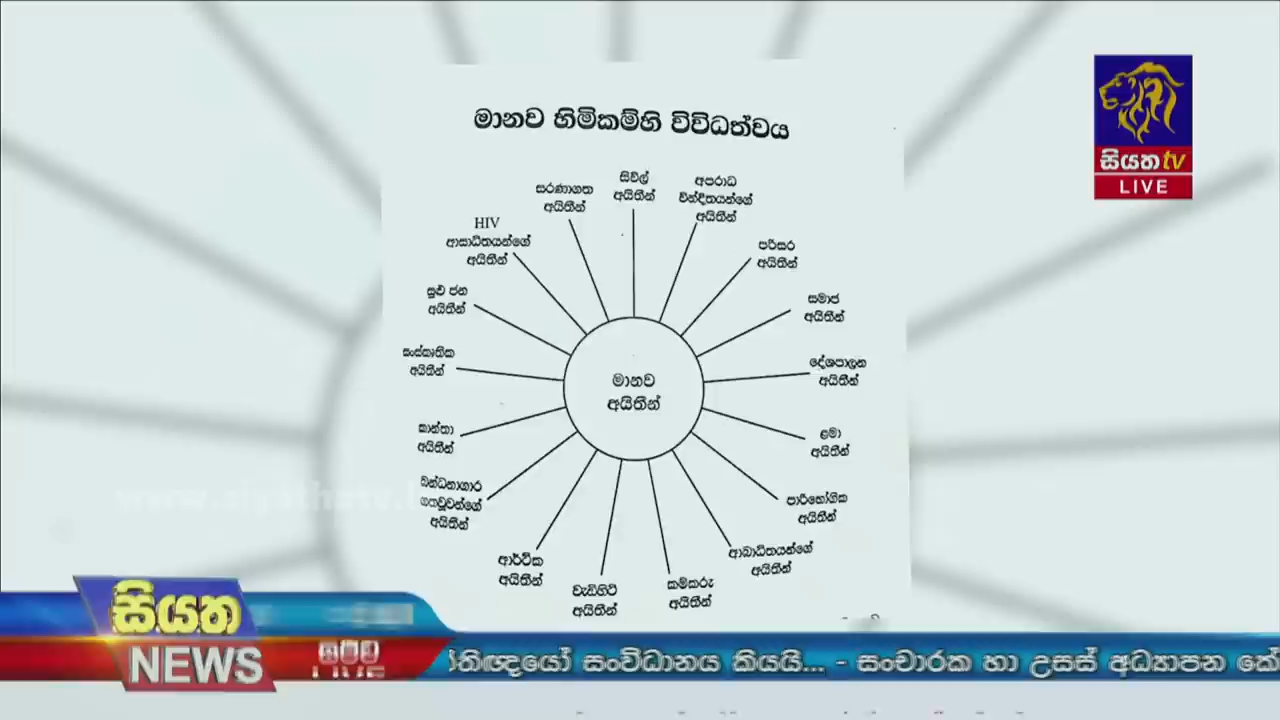 මානව හිමිකම්හි විවිධත්වය
සිවිල්
අයිතීන්
අපරාධ
වින්දිතයන්ගේ
අයිතීන්
පරිසර
අයිතීන්
සමාජ
අයිතීන්
දේශපාලන
අයිතීන්
ළමා
අයිතීන්
පාරිභෝගික
අයිතීන්
ආබාධිතයන්ගේ
අයිතීන්
කම්කරු
අයිතීන්
වැඩිහිටි
අයිතීන්
ආර්ථික
අයිතීන්
බන්ධනාගාර
ගතවූවන්ගේ
අයිතීන්
කාන්තා
අයිතීන්
සංස්කෘතික
අයිතීන්
සුළු ජන
අයිතීන්
HIV
ආසාධිතයන්ගේ
අයිතීන්
සරණාගත
අයිතීන්
මානව
අයිතීන්
සියත tv
LIVE
සියත
NEWS
සංවිධානය කියයි... - සංචාරක හා උසස් අධ්‍යාපන